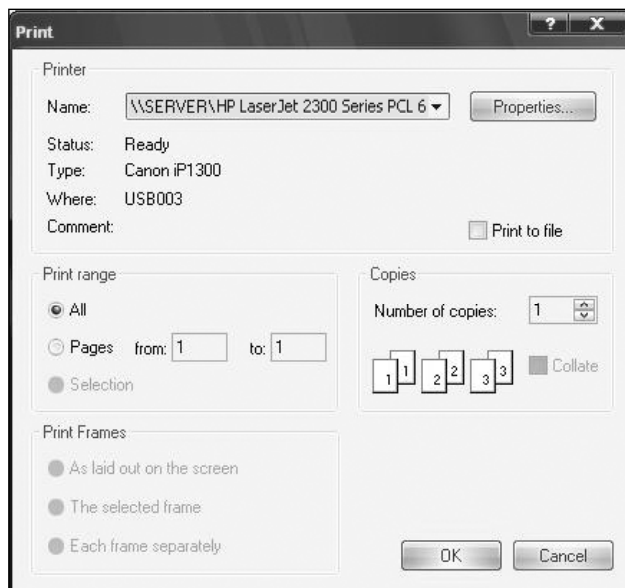 Print
Printer
Name: \\SERVER\HP LaserJet 2300 Series PCL 6 Properties...
Status: Ready
Type: Canon iP1300
Where: USB003
Comment:
Print to file
Print range
All
Pages from: 1 to: 1
Selection
Copies
Number of copies: 1
1 1 2 2 3 3 Collate
Print Frames
As laid out on the screen
The selected frame
Each frame separately
OK Cancel